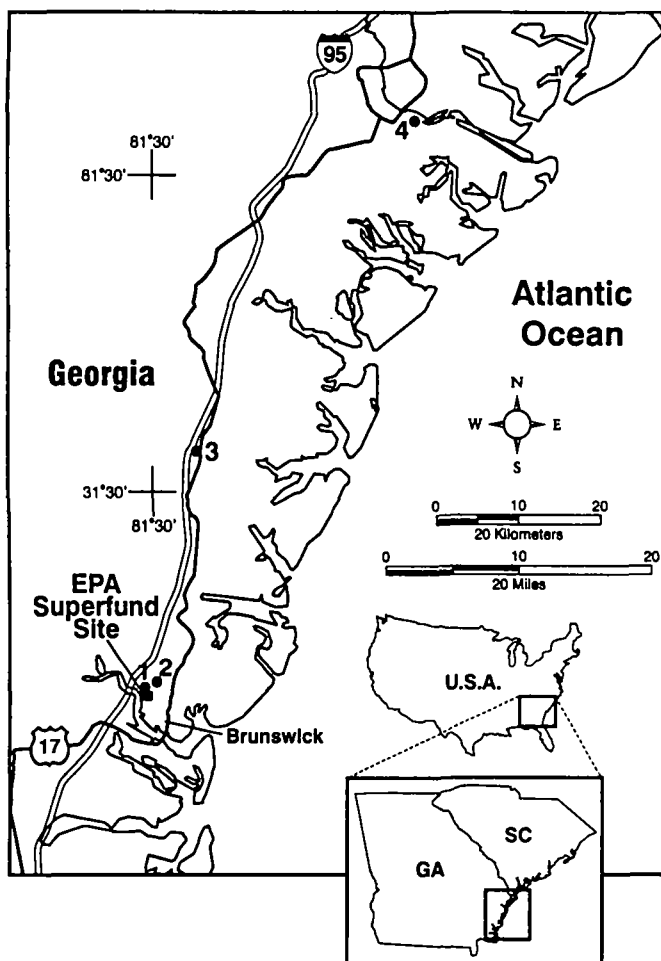 95
4
81°30'
81°30'
Atlantic
Ocean
Georgia
N
W
E
S
3
31°30'
81°30'
0
10
20
20 Kilometers
0
10
20
20 Miles
EPA
Superfund
Site
1
2
U.S.A.
17
Brunswick
SC
GA